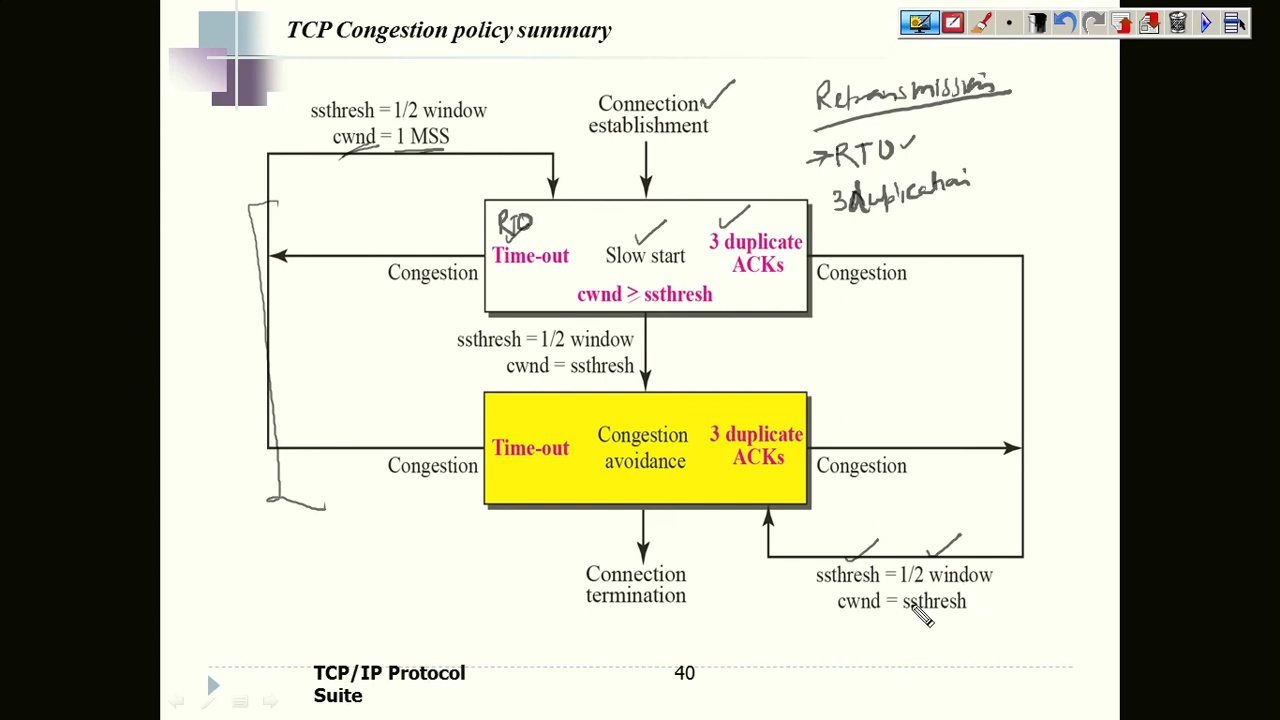 TCP Congestion policy summary
ssthresh = 1/2 window
cwnd = 1 MSS
Connection
establishment
Retransmission
→ RTO
3 duplication
RTO
Time-out
Slow start
3 duplicate
ACKs
cwnd ≥ ssthresh
Congestion
Congestion
ssthresh = 1/2 window
cwnd = ssthresh
Time-out
Congestion
avoidance
3 duplicate
ACKs
Congestion
Congestion
Connection
termination
ssthresh = 1/2 window
cwnd = ssthresh
TCP/IP Protocol
Suite
40